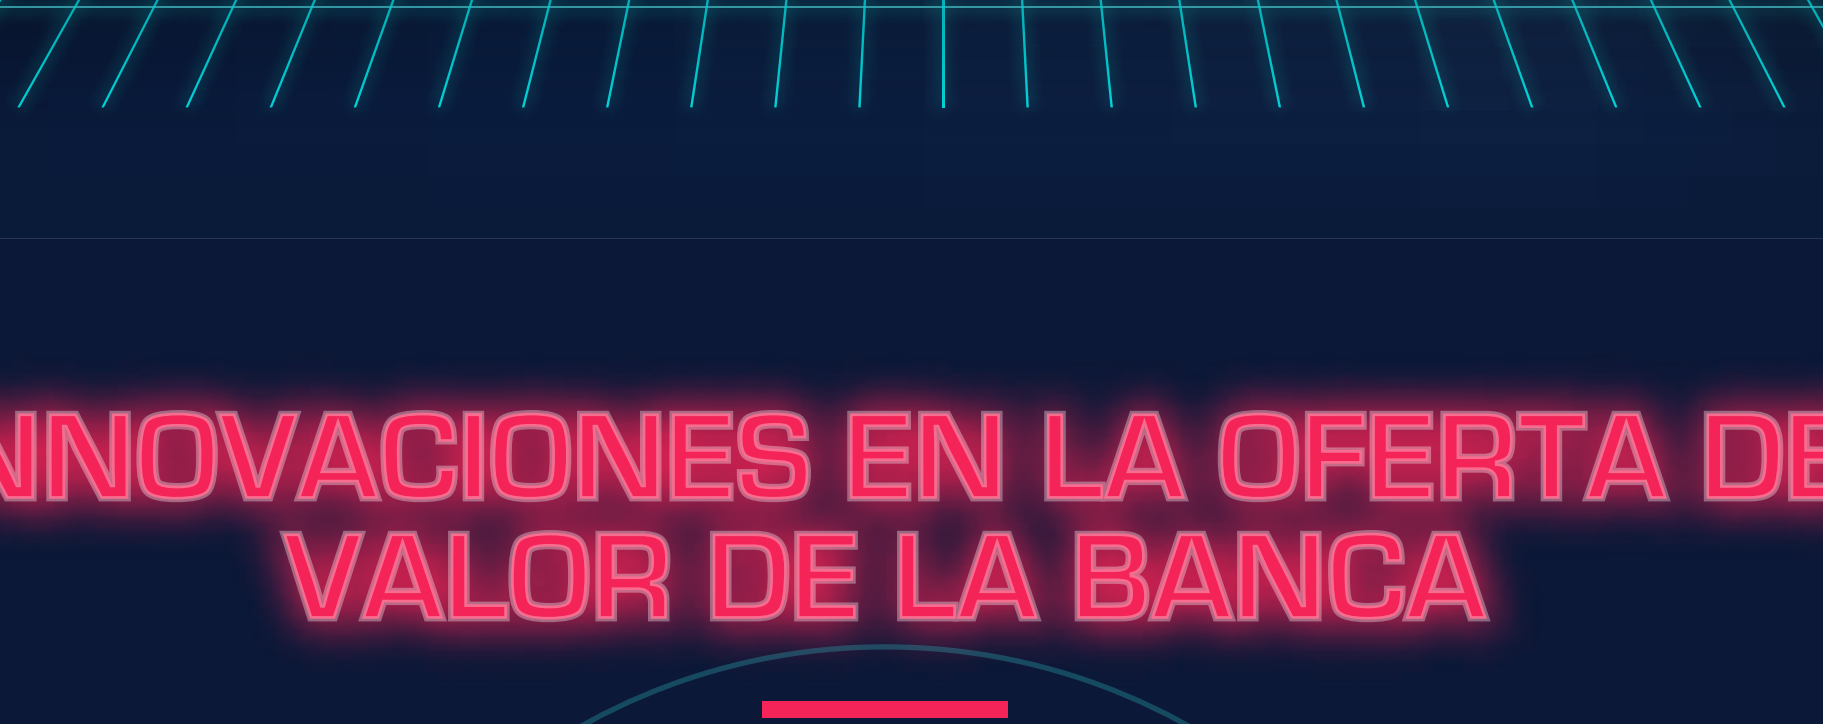 NNOVACIONES EN LA OFERTA DE
VALOR DE LA BANCA